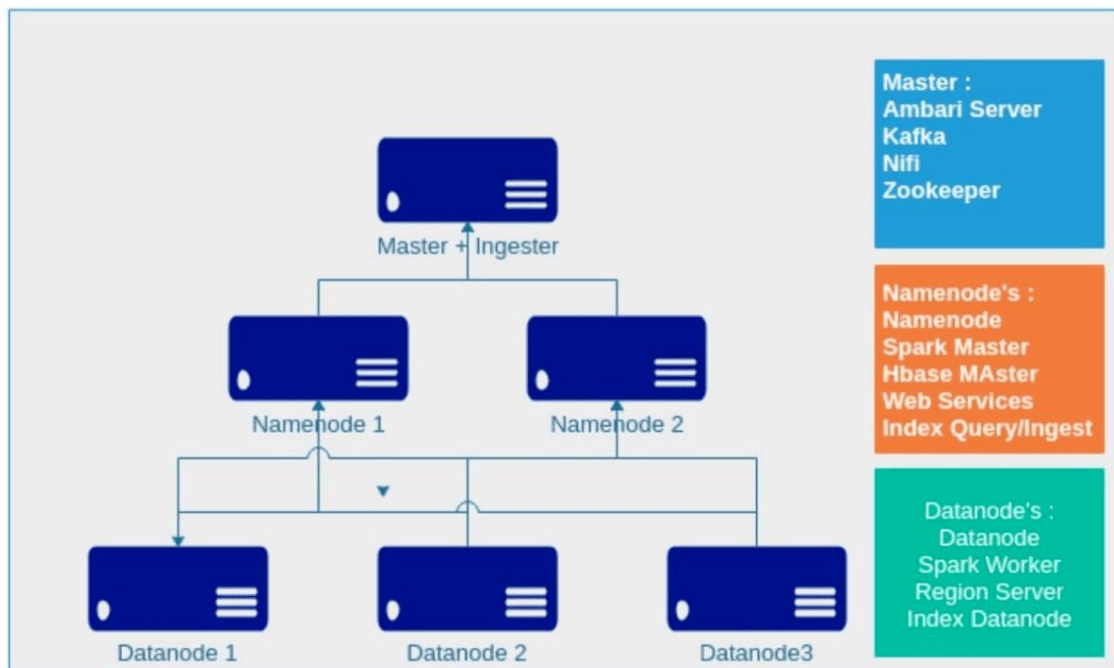 Master :
Ambari Server
Kafka
Nifi
Zookeeper
Master + Ingester
Namenode's :
Namenode
Spark Master
Hbase MAster
Web Services
Index Query/Ingest
Namenode 1
Namenode 2
Datanode's :
Datanode
Spark Worker
Region Server
Index Datanode
Datanode 1
Datanode 2
Datanode3